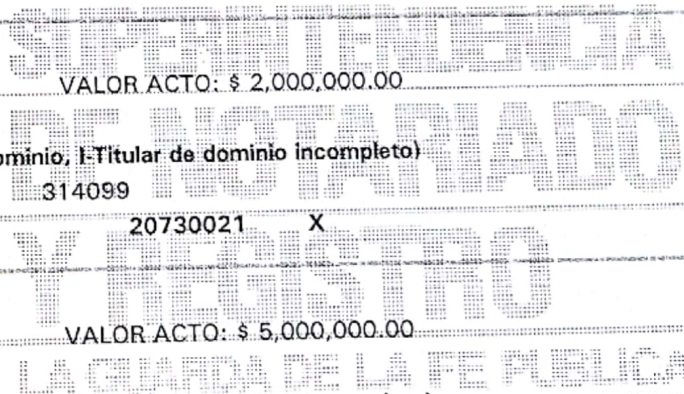 SUPERINTENDENCIA
VALOR ACTO: $ 2,000,000.00
DE NOTARIADO
ominio, I-Titular de dominio incompleto)
314099
20730021 X
Y REGISTRO
VALOR ACTO: $ 5,000,000.00
LA GUARDA DE LA FE PUBLICA